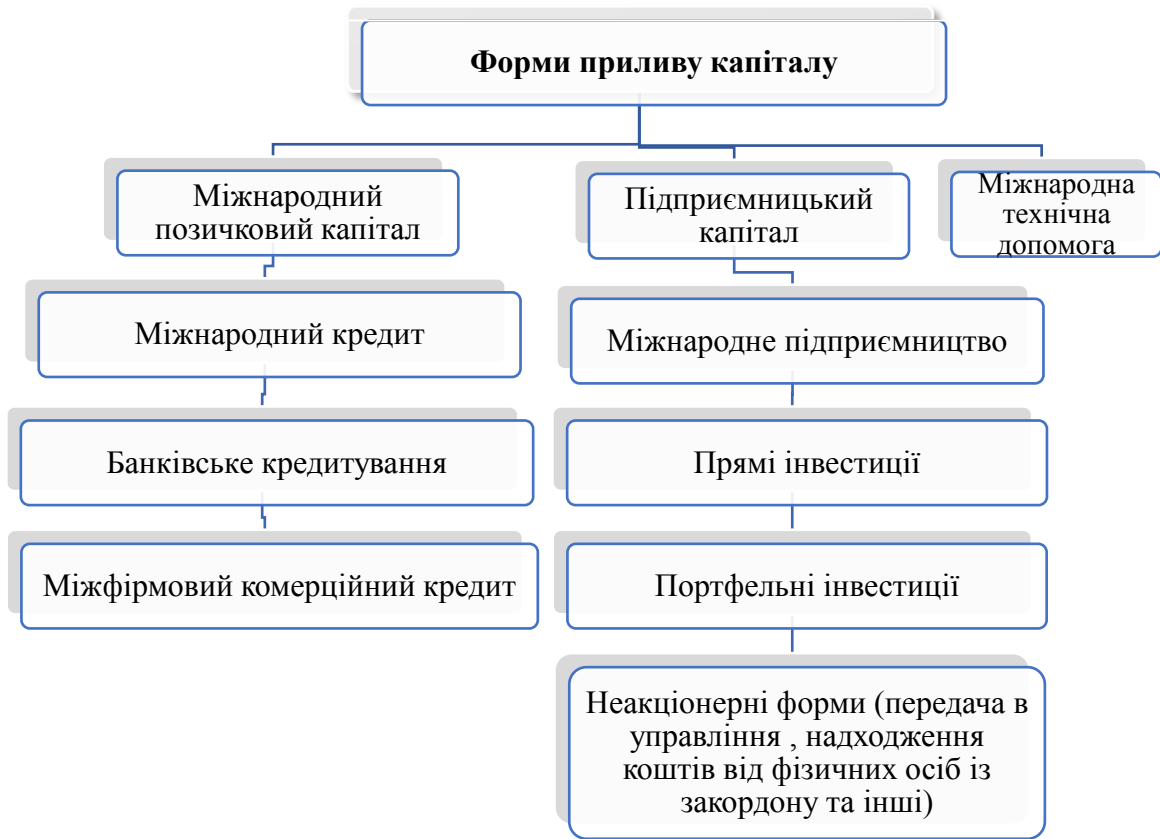 Форми приливу капіталу
Міжнародний
позичковий капітал
Підприємницький
капітал
Міжнародна
технічна
допомога
Міжнародний кредит
Міжнародне підприємництво
Банківське кредитування
Прямі інвестиції
Міжфірмовий комерційний кредит
Портфельні інвестиції
Неакціонерні форми (передача в
управління , надходження
коштів від фізичних осіб із
закордону та інші)